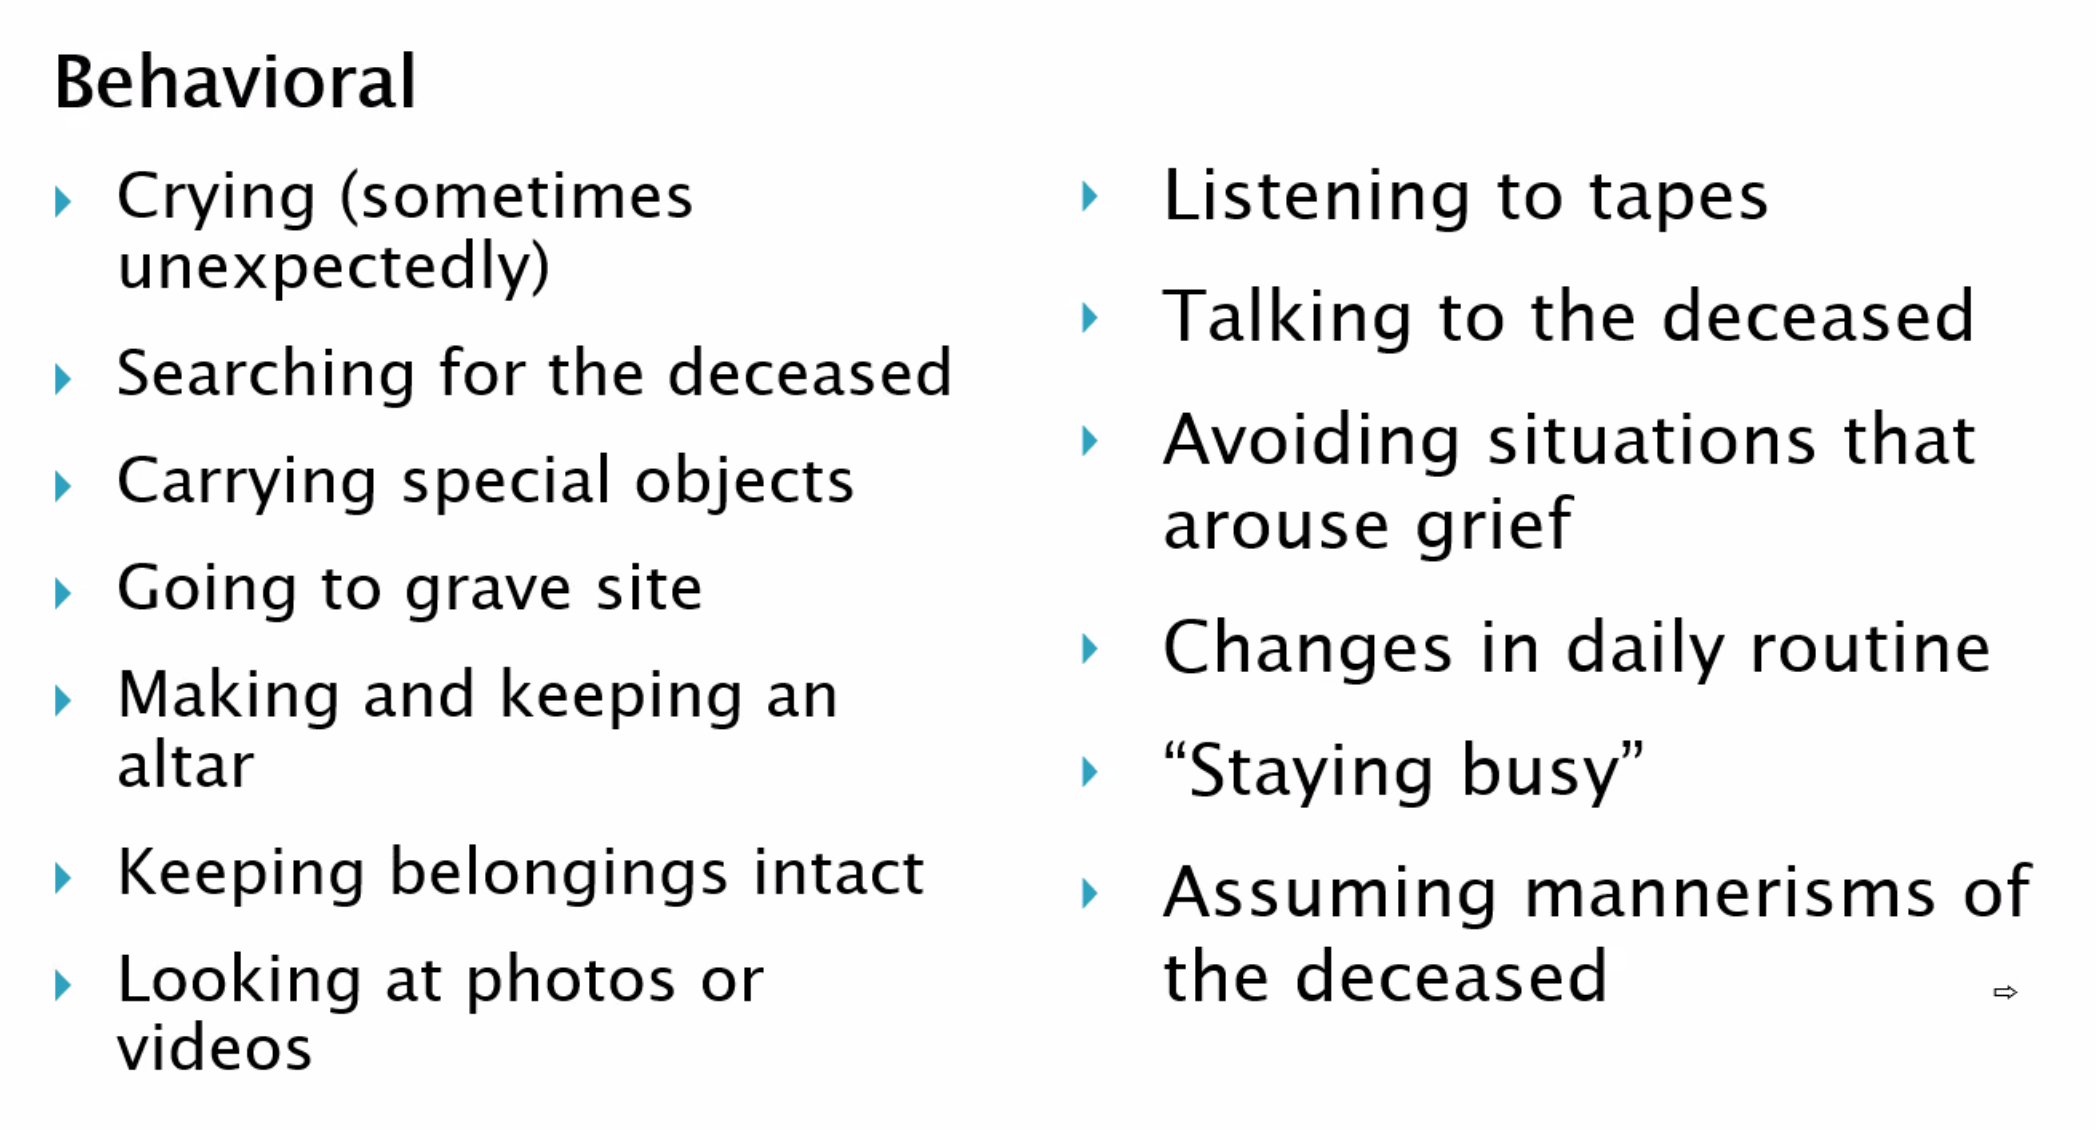 Behavioral
Crying (sometimes
unexpectedly)
Searching for the deceased
Carrying special objects
Going to grave site
Making and keeping an
altar
Keeping belongings intact
Looking at photos or
videos
Listening to tapes
Talking to the deceased
Avoiding situations that
arouse grief
Changes in daily routine
“Staying busy”
Assuming mannerisms of
the deceased